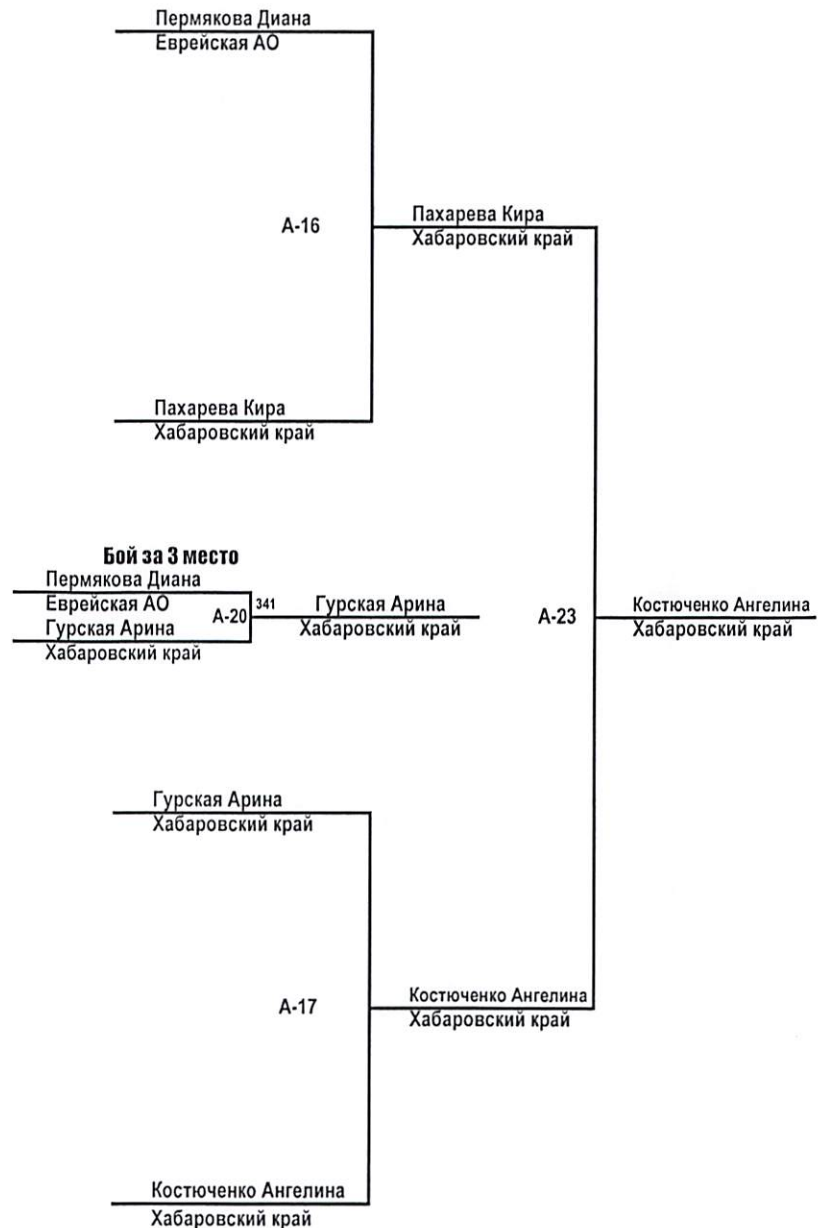 Пермякова Диана
Еврейская АО
А-16
Пахарева Кира
Хабаровский край
Пахарева Кира
Хабаровский край
Бой за 3 место
Пермякова Диана
Еврейская АО
Гурская Арина
Хабаровский край
А-20
341
Гурская Арина
Хабаровский край
А-23
Костюченко Ангелина
Хабаровский край
Гурская Арина
Хабаровский край
А-17
Костюченко Ангелина
Хабаровский край
Костюченко Ангелина
Хабаровский край